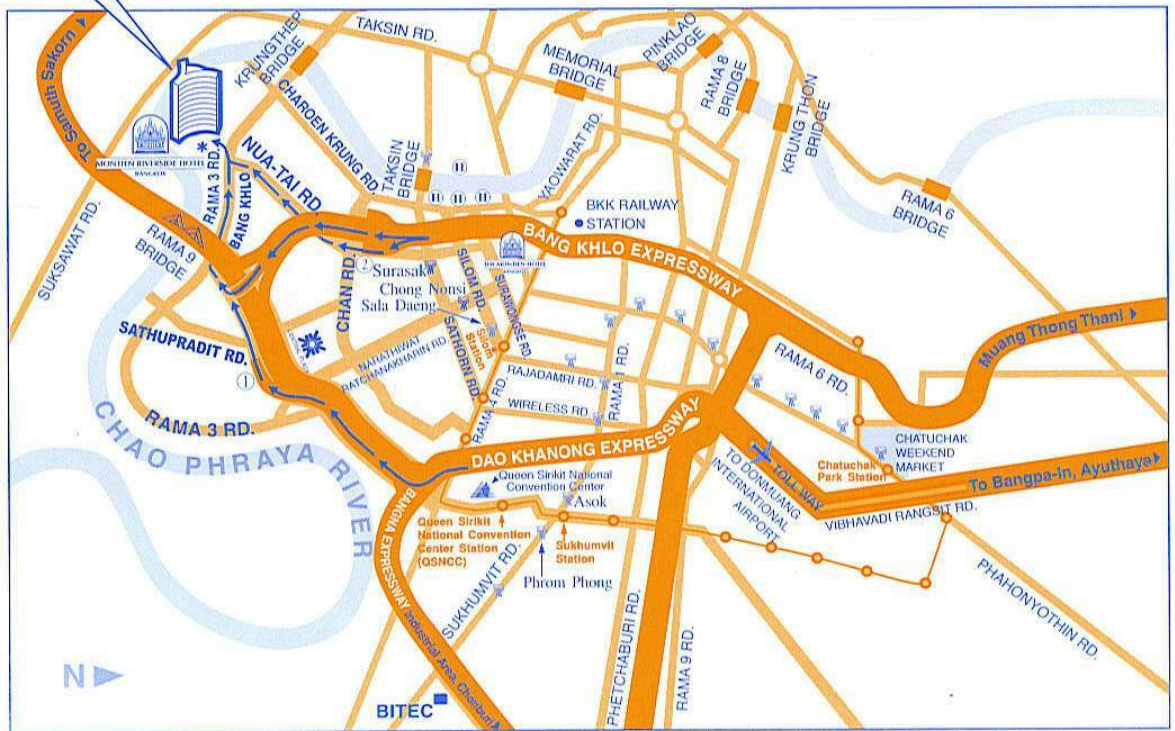 TAKSIN RD.
KRUNGTHEP
BRIDGE
CHAROEN KRUNG RD.
MEMORIAL
BRIDGE
PINKLAO
BRIDGE
RAMA 8
BRIDGE
KRUNG THON
BRIDGE
RAMA 6
BRIDGE
To Samuth Sakorn
MONTIEN RIVERSIDE HOTEL
BANGKOK
*
RAMA 3 RD.
BANG KHLO
NUA-TAI RD.
TAKSIN
BRIDGE
H
H H H
YAOWARAT RD.
BKK RAILWAY
STATION
BANG KHLO EXPRESSWAY
SUKSAWAT RD.
RAMA 9
BRIDGE
2
Surasak
Chong Nonsi
Sala Daeng
SILOM RD.
THE MONTIEN HOTEL
SURAWONGSE RD.
Silom
Station
CHAN RD.
SATHORN RD.
NARATHIWAT
RATCHANAKHARIN RD.
SATHUPRADIT RD.
1
RAMA 3 RD.
CHAO PHRAYA RIVER
RAMA 4 RD.
RAJADAMRI RD.
WIRELESS RD.
RAMA 1 RD.
DAO KHANONG EXPRESSWAY
RAMA 6 RD.
Muang Thong Thani
CHATUCHAK
WEEKEND
MARKET
Chatuchak
Park Station
TOLL WAY
TO DONMUANG
INTERNATIONAL
AIRPORT
To Bangpa-In, Ayuthaya
VIBHAVADI RANGSIT RD.
Queen Sirikit National
Convention Center
Asok
Queen Sirikit
National Convention
Center Station
(QSNCC)
Sukhumvit
Station
Phrom Phong
SUKHUMVIT RD.
BANGNA EXPRESSWAY Industrial Area, Chonburi
PHETCHABURI RD.
RAMA 9 RD.
PHAHONYOTHIN RD.
N
BITEC